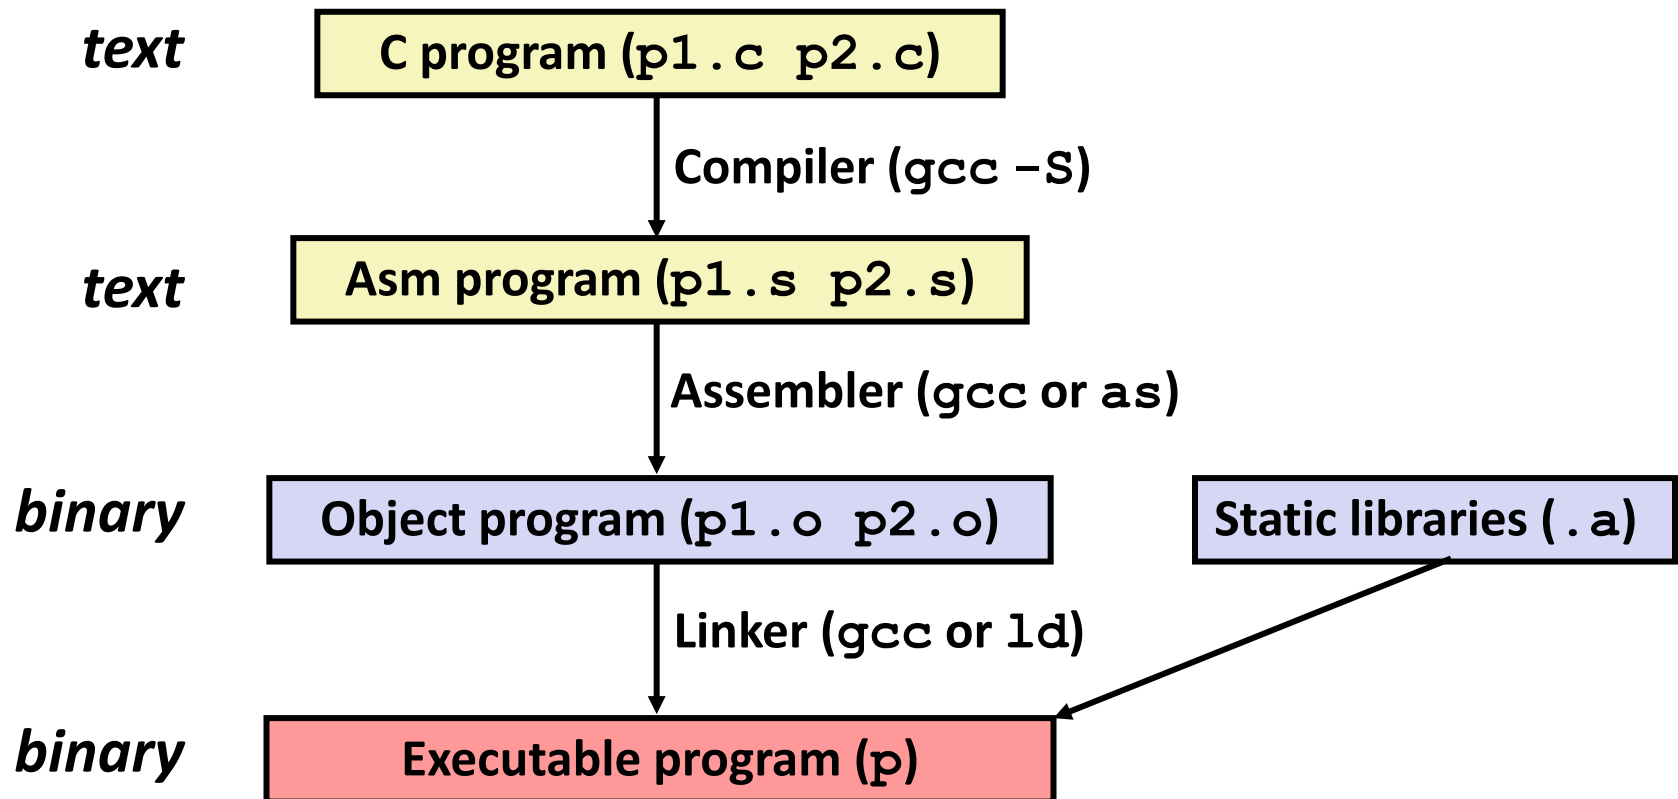 text
C program (p1.c p2.c)
Compiler (gcc –S)
text
Asm program (p1.s p2.s)
Assembler (gcc or as)
binary
Object program (p1.o p2.o)
Static libraries (.a)
Linker (gcc or ld)
binary
Executable program (p)